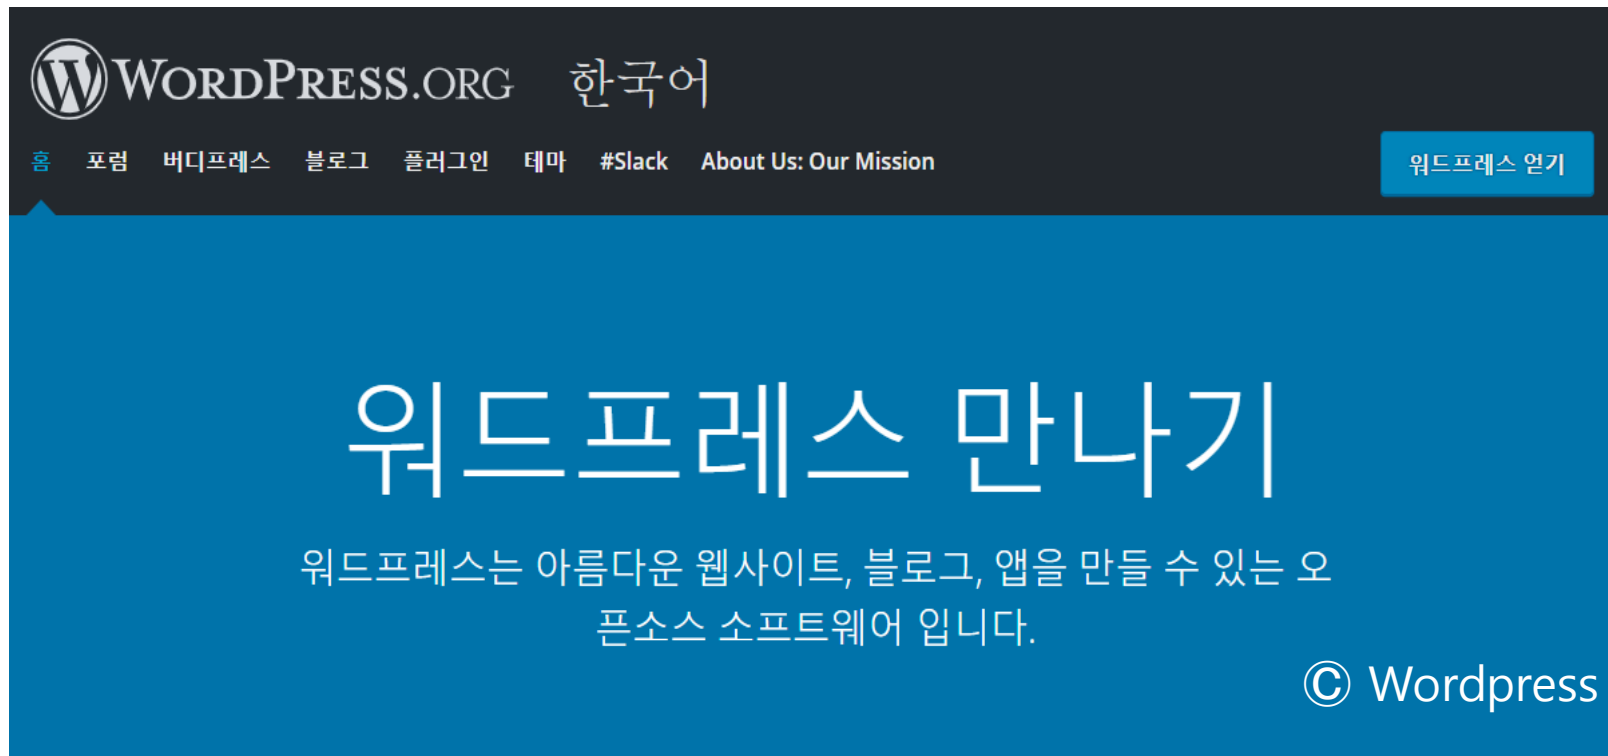 WORDPRESS.ORG 한국어
홈 포럼 버디프레스 블로그 플러그인 테마 #Slack About Us: Our Mission 워드프레스 얻기
워드프레스 만나기
워드프레스는 아름다운 웹사이트, 블로그, 앱을 만들 수 있는 오
픈소스 소프트웨어 입니다.
Ⓒ Wordpress